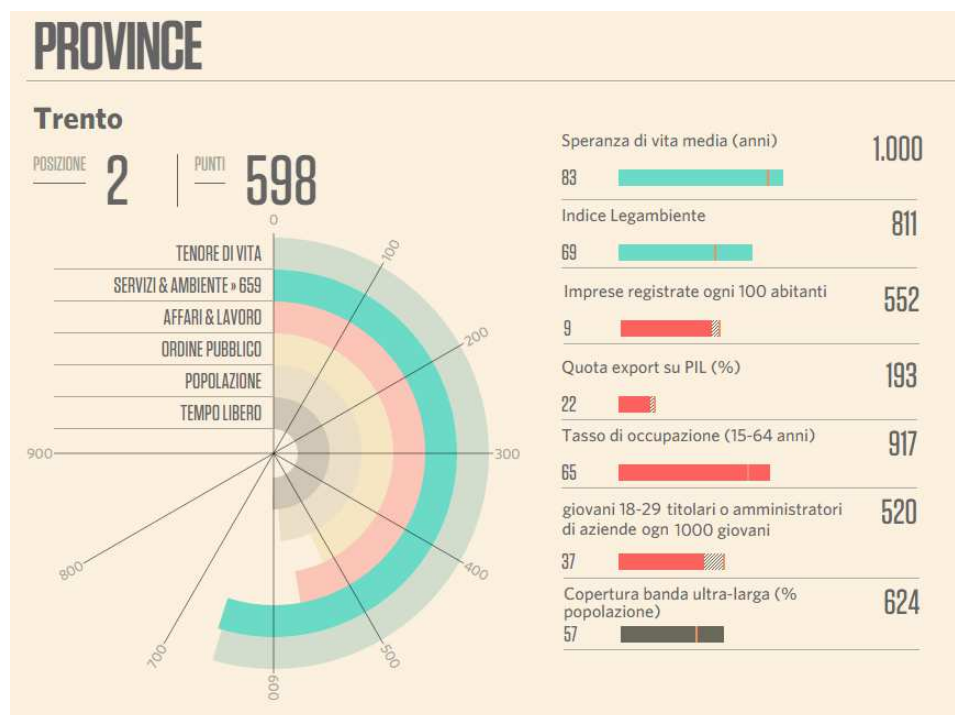 PROVINCE
Trento
POSIZIONE 2
PUNTI 598
0
100
200
300
400
500
600
700
800
900
TENORE DI VITA
SERVIZI & AMBIENTE » 659
AFFARI & LAVORO
ORDINE PUBBLICO
POPOLAZIONE
TEMPO LIBERO
Speranza di vita media (anni)
1.000
83
Indice Legambiente
811
69
Imprese registrate ogni 100 abitanti
552
9
Quota export su PIL (%)
193
22
Tasso di occupazione (15-64 anni)
917
65
giovani 18-29 titolari o amministratori
di aziende ogn 1000 giovani
520
37
Copertura banda ultra-larga (%
popolazione)
624
57